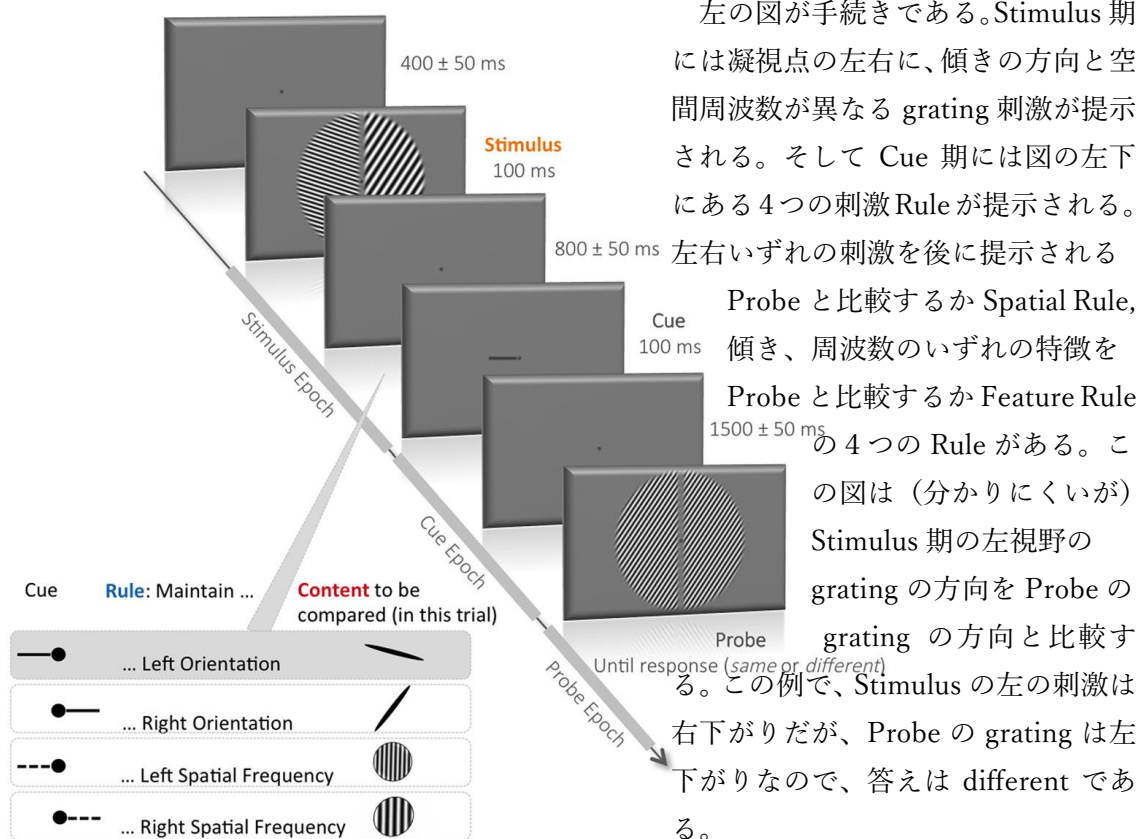 左の図が手続きである。Stimulus 期
には凝視点の左右に、傾きの方向と空
間周波数が異なる grating 刺激が提示
される。そして Cue 期には図の左下
にある4つの刺激 Rule が提示される。
左右いずれの刺激を後に提示される
Probe と比較するか Spatial Rule,
傾き、周波数のいずれの特徴を
Probe と比較するか Feature Rule
の 4 つの Rule がある。こ
の図は（分かりにくいが）
Stimulus 期の左視野の
grating の方向を Probe の
grating の方向と比較す
る。この例で、Stimulus の左の刺激は
右下がりだが、Probe の grating は左
下がりなので、答えは different であ
る。
400 ± 50 ms
Stimulus
100 ms
800 ± 50 ms
Cue
100 ms
1500 ± 50 ms
Probe
Until response (same or different)
Stimulus Epoch
Cue Epoch
Probe Epoch
Cue Rule: Maintain ... Content to be
compared (in this trial)
... Left Orientation
... Right Orientation
... Left Spatial Frequency
... Right Spatial Frequency